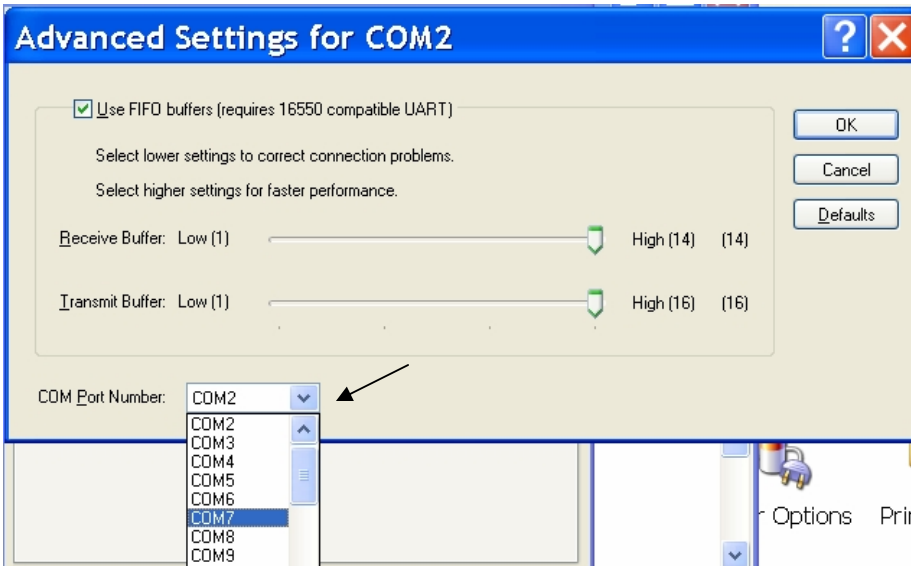 Advanced Settings for COM2
Use FIFO buffers (requires 16550 compatible UART)
OK
Select lower settings to correct connection problems.
Cancel
Select higher settings for faster performance.
Defaults
Receive Buffer: Low (1) High (14) (14)
Transmit Buffer: Low (1) High (16) (16)
COM Port Number: COM2
COM2
COM3
COM4
COM5
COM6
COM7
COM8
COM9
r Options Prin